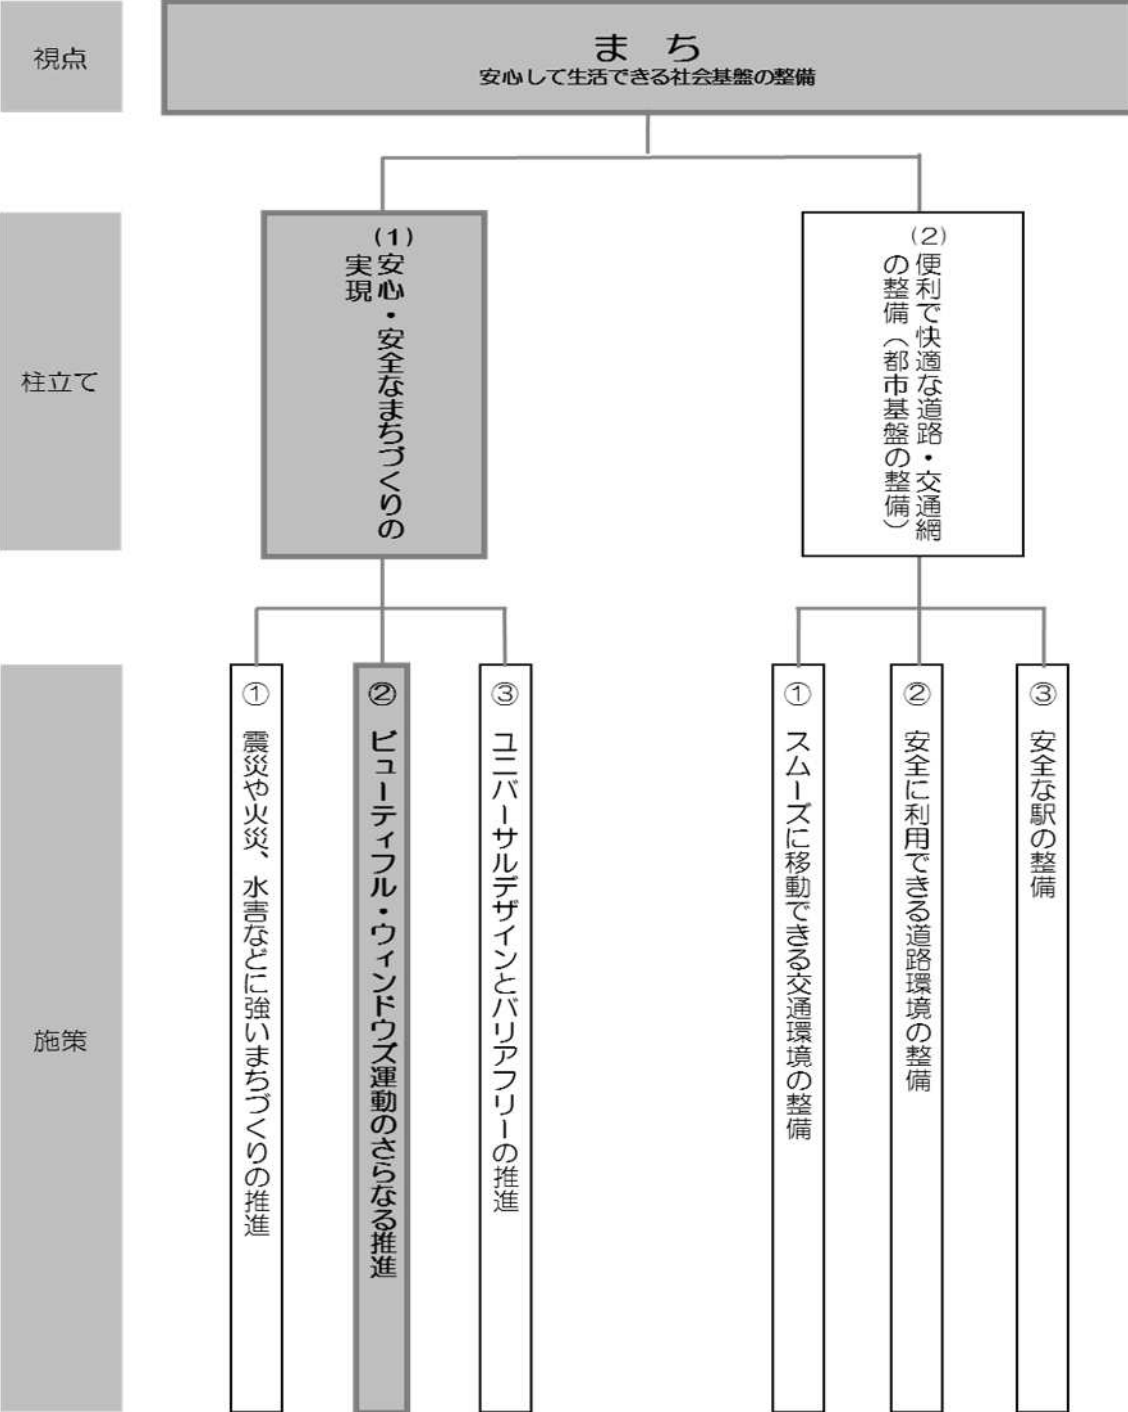 視点
まち
安心して生活できる社会基盤の整備
柱立て
(1)
安心・安全なまちづくりの
実現
(2)
便利で快適な道路・交通網
の整備（都市基盤の整備）
施策
① 震災や火災、水害などに強いまちづくりの推進
② ビューティフル・ウィンドウズ運動のさらなる推進
③ ユニバーサルデザインとバリアフリーの推進
① スムーズに移動できる交通環境の整備
② 安全に利用できる道路環境の整備
③ 安全な駅の整備